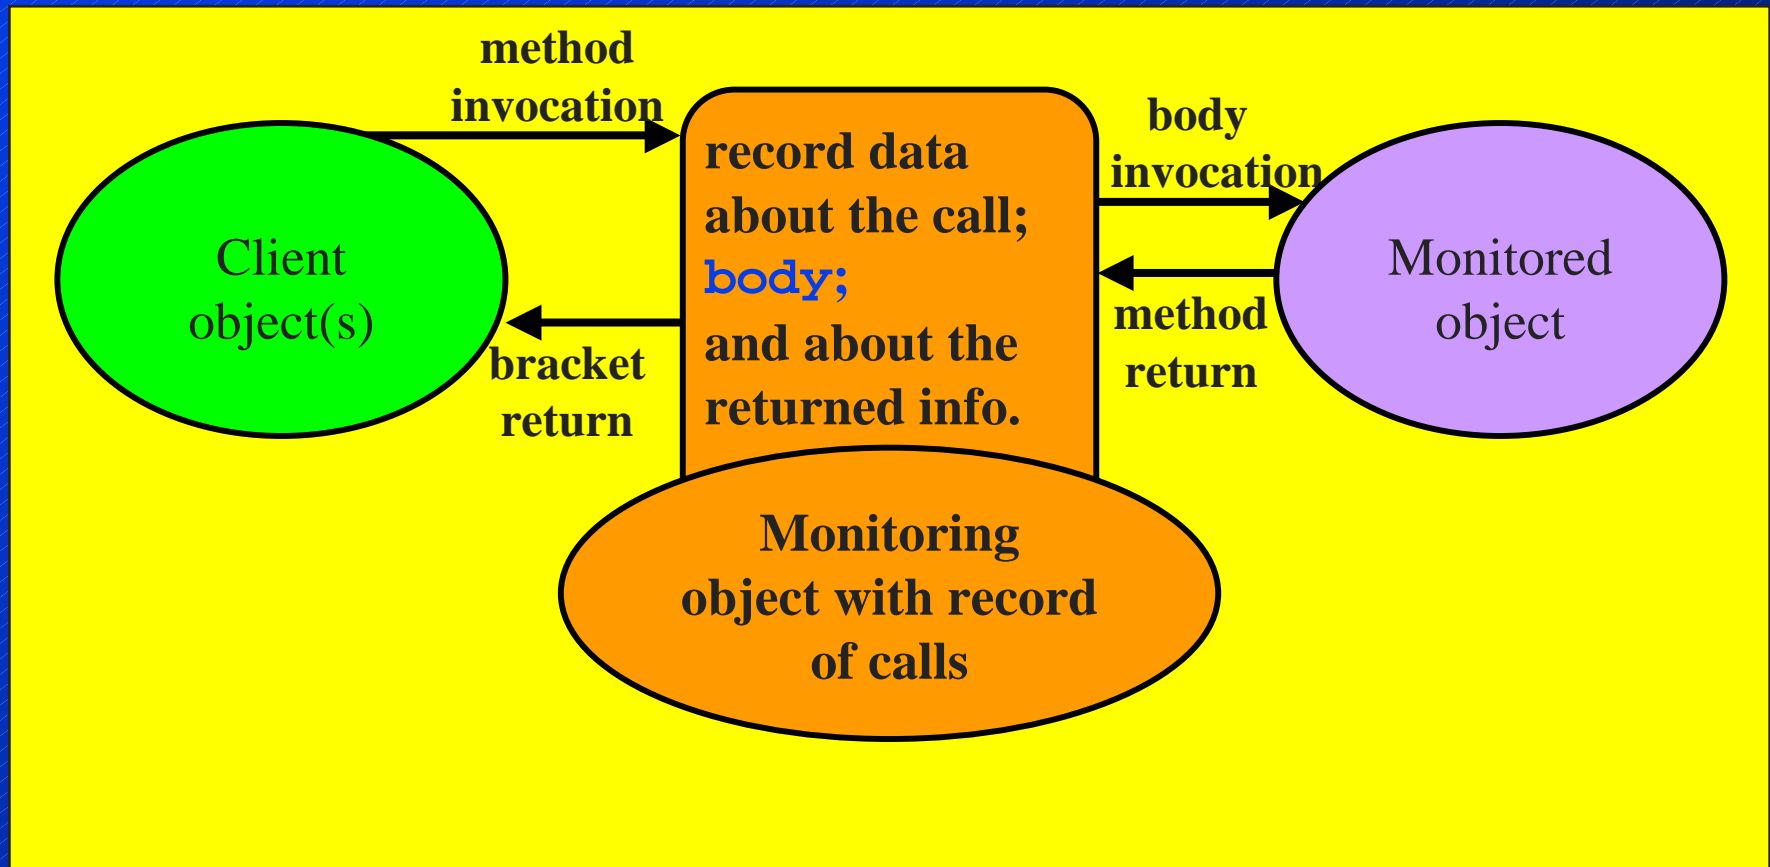 method
invocation
Client
object(s)
bracket
return
record data
about the call;
body;
and about the
returned info.
body
invocation
method
return
Monitored
object
Monitoring
object with record
of calls